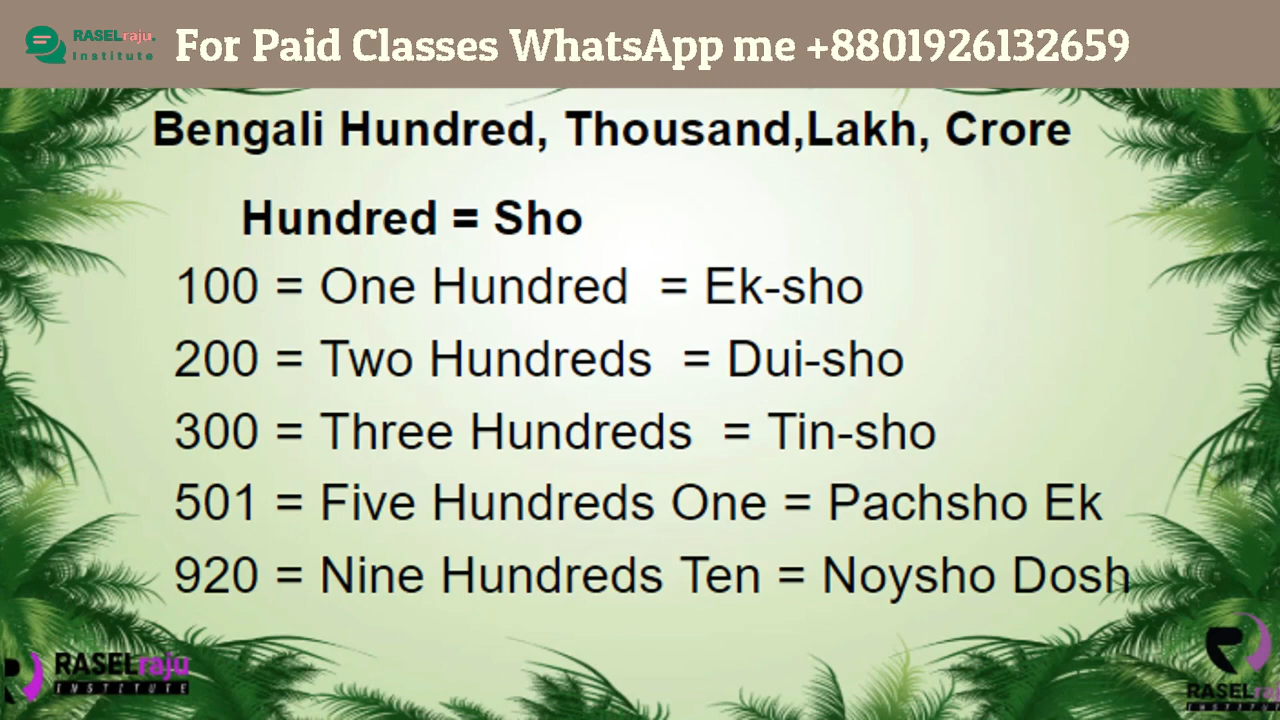 RASELraju.
Institute
For Paid Classes WhatsApp me +8801926132659
Bengali Hundred, Thousand,Lakh, Crore
Hundred = Sho
100 = One Hundred = Ek-sho
200 = Two Hundreds = Dui-sho
300 = Three Hundreds = Tin-sho
501 = Five Hundreds One = Pachsho Ek
920 = Nine Hundreds Ten = Noysho Dosh
RASELraju
INSTITUTE
RASELra